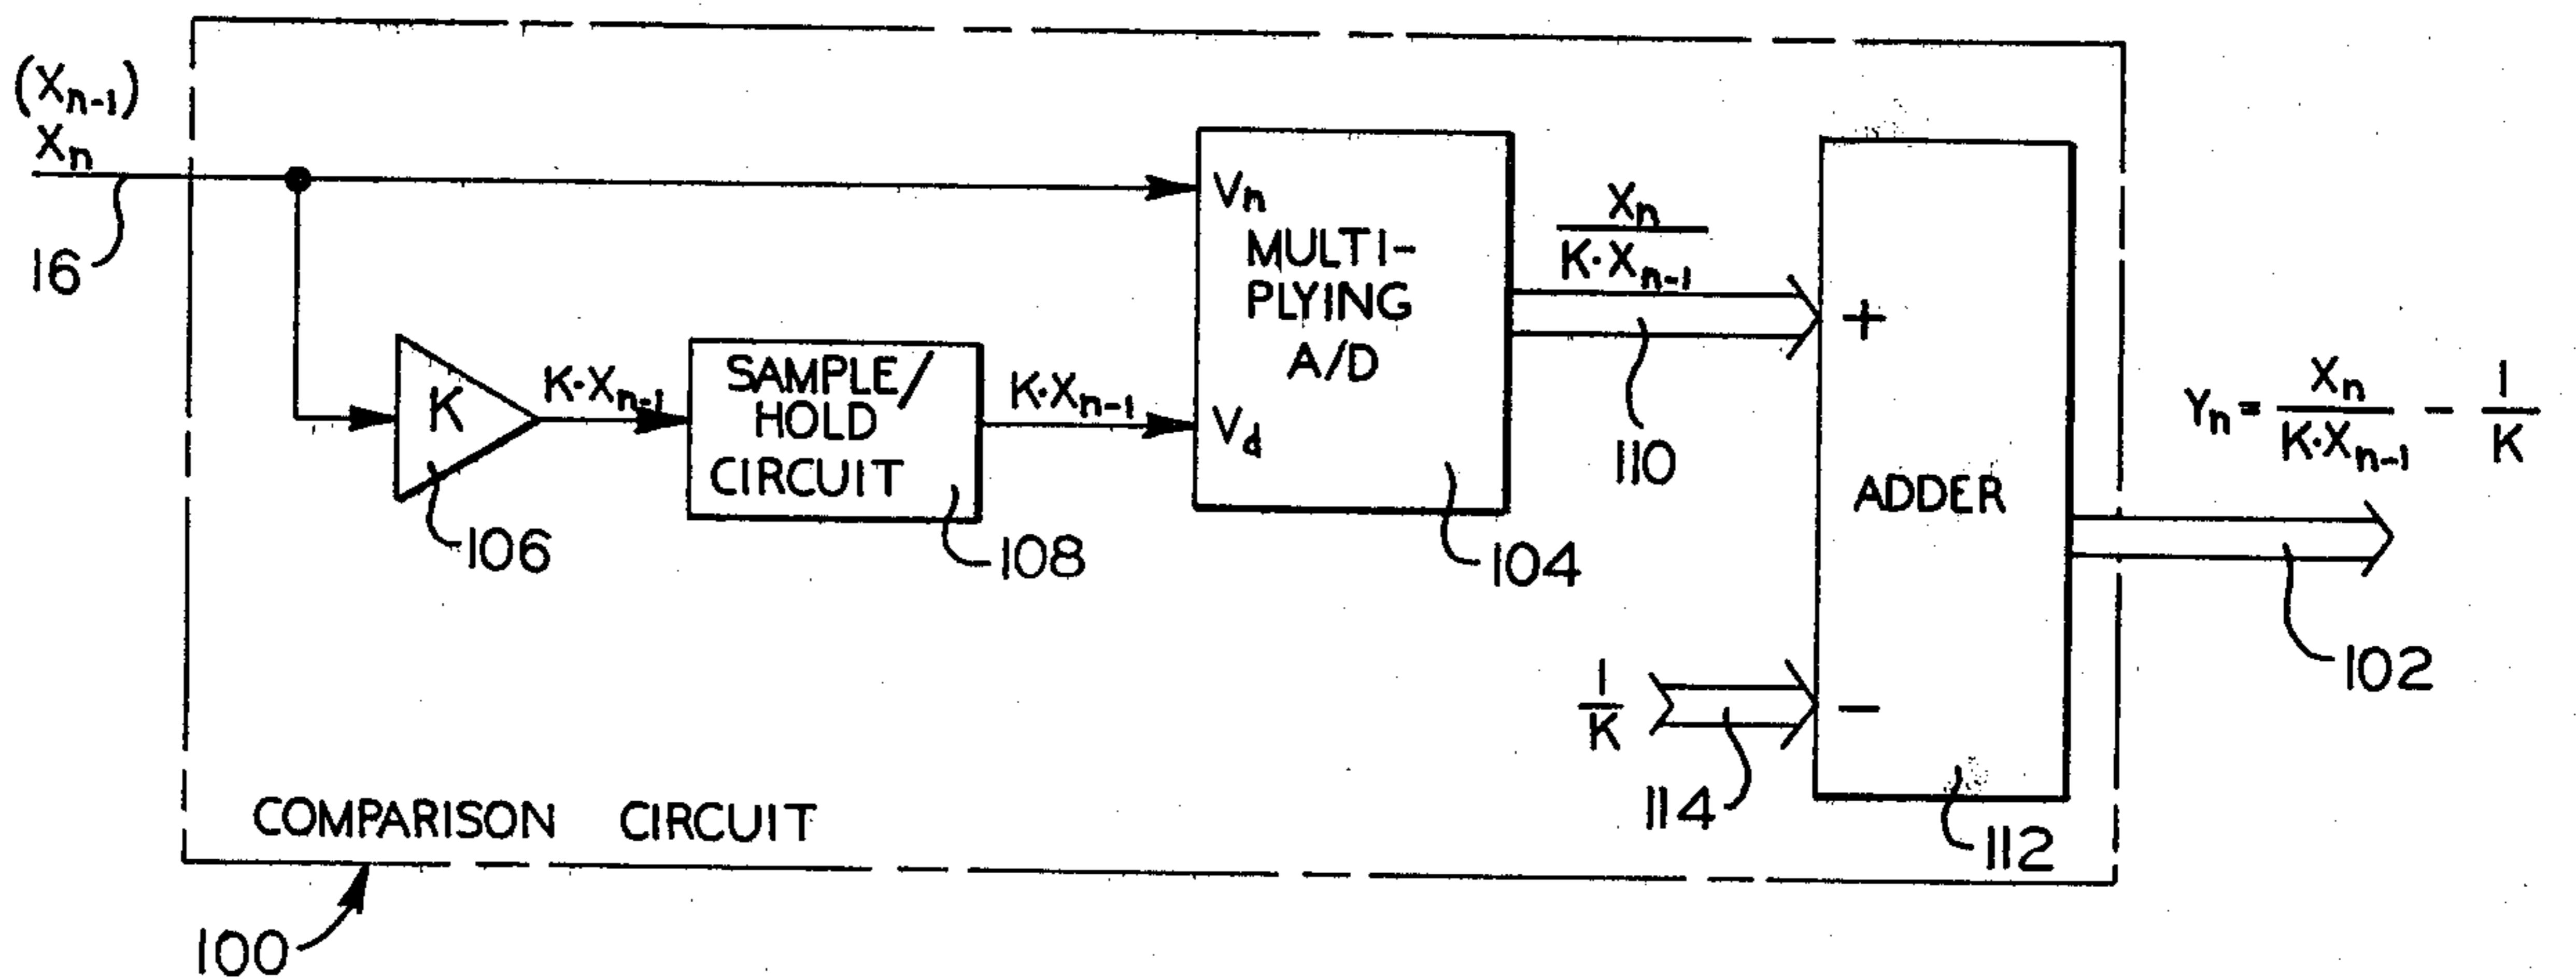 (Xn-1)
Xn
16
K
K·Xn-1
106
SAMPLE/
HOLD
CIRCUIT
108
K·Xn-1
Vn
MULTI-
PLYING
A/D
Vd
104
Xn
K·Xn-1
110
+
ADDER
−
1
K
114
112
Yn = Xn/K·Xn-1 − 1/K
102
COMPARISON CIRCUIT
100